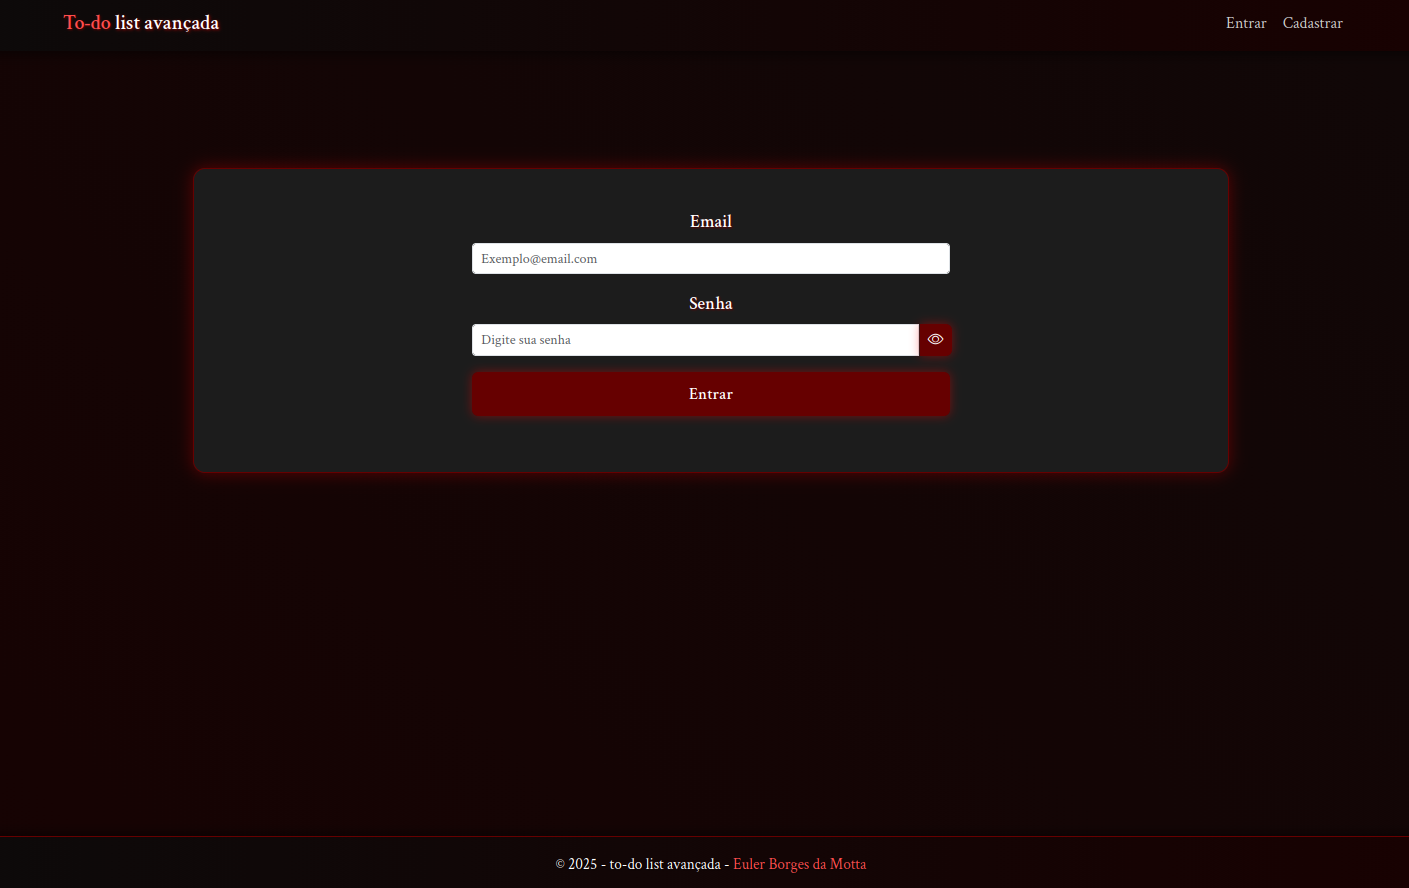 To-do list avançada
Entrar Cadastrar
Email
Exemplo@email.com
Senha
Digite sua senha
Entrar
© 2025 - to-do list avançada - Euler Borges da Motta